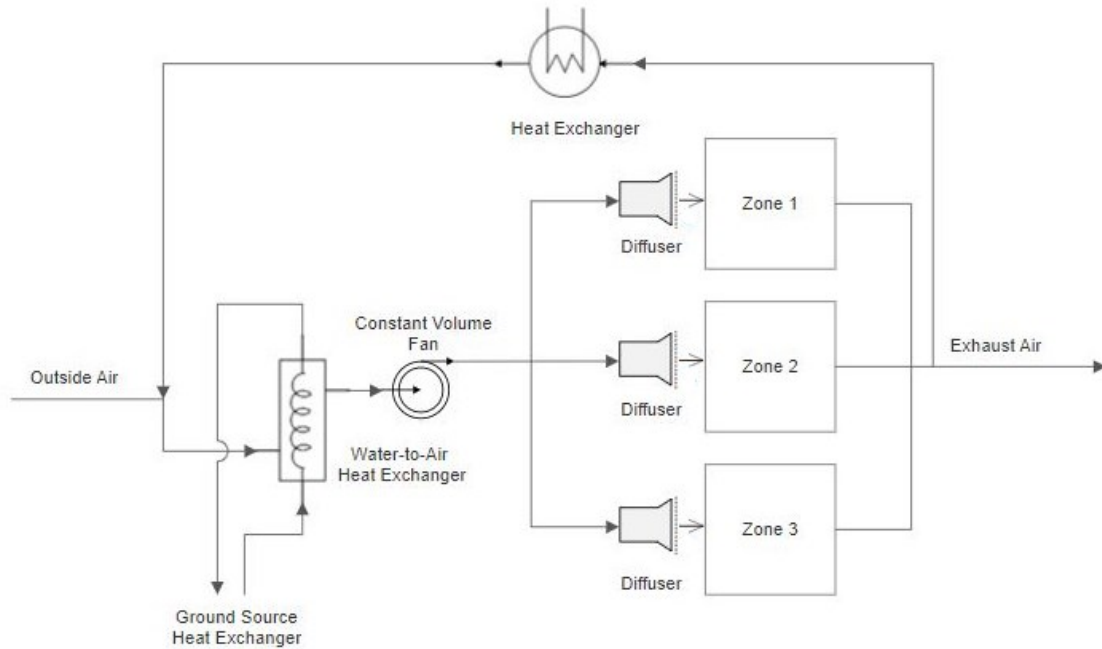 Heat Exchanger
Zone 1
Diffuser
Constant Volume
Fan
Outside Air
Zone 2
Exhaust Air
Diffuser
Water-to-Air
Heat Exchanger
Zone 3
Diffuser
Ground Source
Heat Exchanger